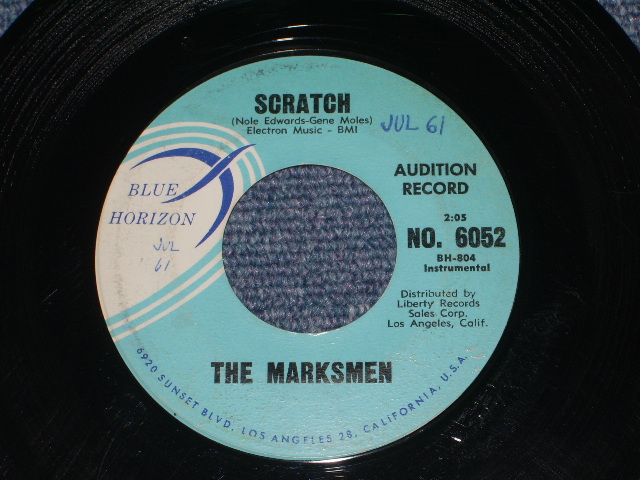 SCRATCH
(Nole Edwards-Gene Moles)
Electron Music - BMI
JUL 61
BLUE
HORIZON
JUL
61
AUDITION
RECORD
2:05
NO. 6052
BH-804
Instrumental
Distributed by
Liberty Records
Sales Corp.
Los Angeles, Calif.
THE MARKSMEN
6920 SUNSET BLVD. LOS ANGELES 28, CALIFORNIA, U.S.A.